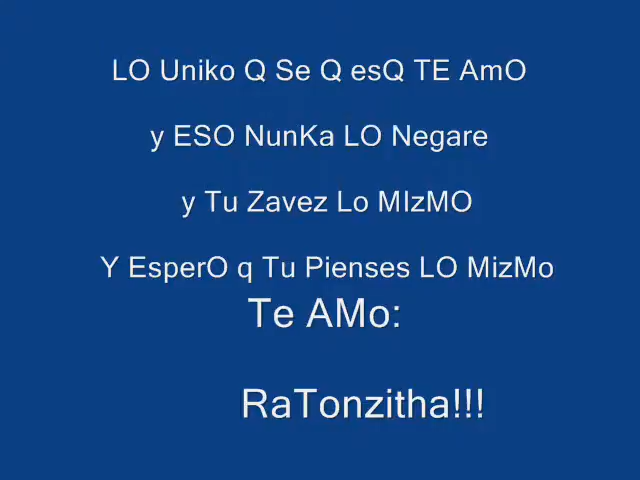 LO Uniko Q Se Q esQ TE AmO
y ESO NunKa LO Negare
y Tu Zavez Lo MIzMO
Y EsperO q Tu Pienses LO MizMo
Te AMo:
RaTonzitha!!!